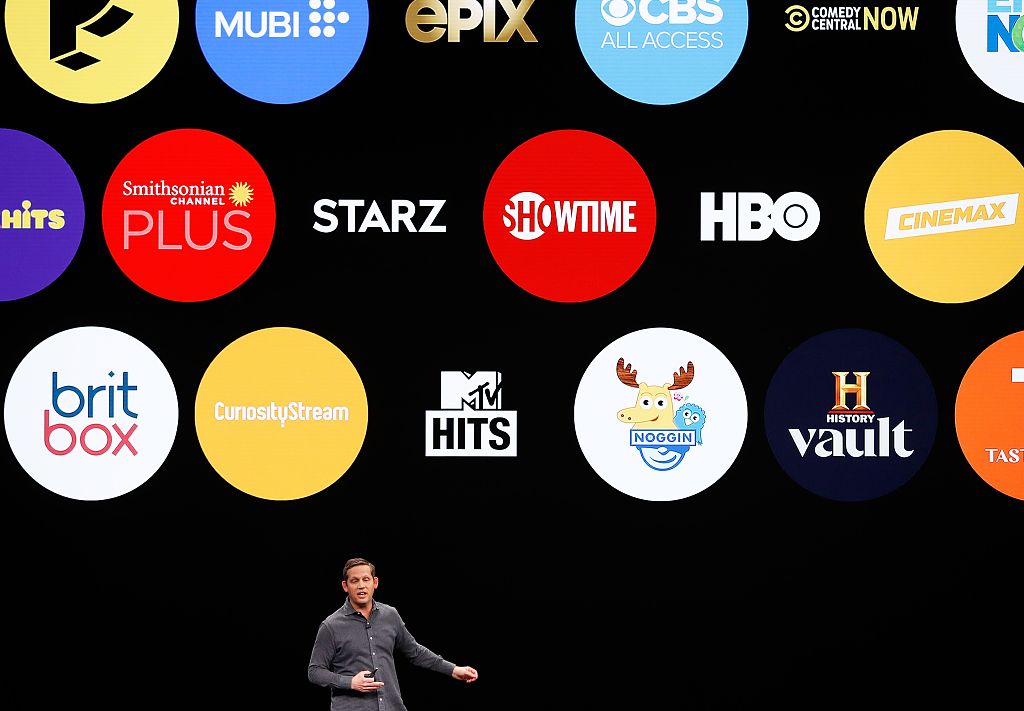 MUBI
ePIX
CBS
ALL ACCESS
COMEDY
CENTRAL NOW
HITS
Smithsonian
CHANNEL
PLUS
STARZ
SHOWTIME
HBO
CINEMAX
brit
box
CuriosityStream
MTV
HITS
NOGGIN
H
HISTORY
vault
TAST